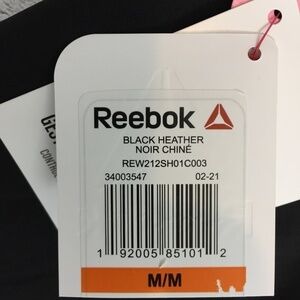 Reebok
BLACK HEATHER
NOIR CHINÉ
REW212SH01C003
34003547 02-21
1 92005 85101 2
M/M